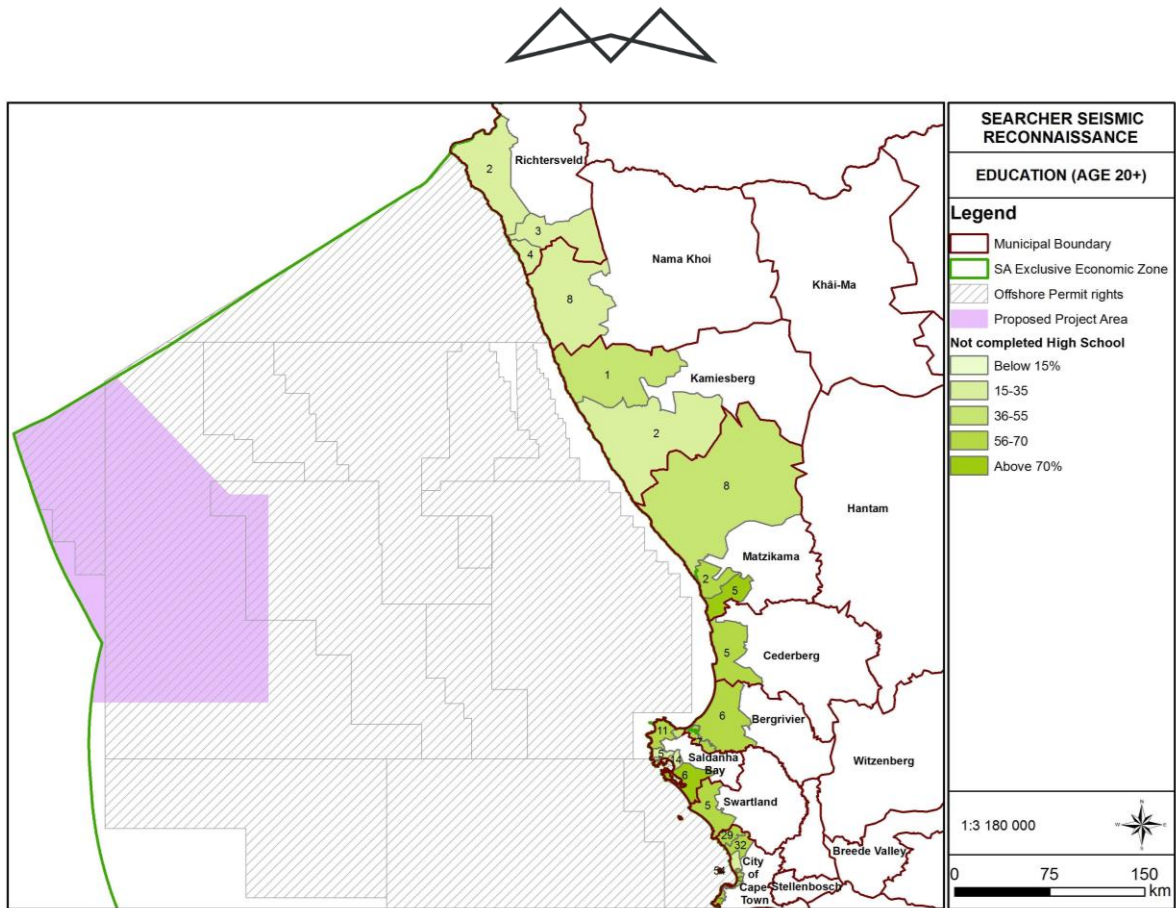 Richtersveld
2
3
4
Nama Khoi
Khâi-Ma
8
1
Kamiesberg
2
8
Hantam
Matzikama
2
5
5
Cederberg
6
Bergrivier
11
5
Saldanha
Bay
6
Witzenberg
5
Swartland
29
32
City
of
Cape
Town
Breede Valley
Stellenbosch
SEARCHER SEISMIC
RECONNAISSANCE
EDUCATION (AGE 20+)
Legend
Municipal Boundary
SA Exclusive Economic Zone
Offshore Permit rights
Proposed Project Area
Not completed High School
Below 15%
15-35
36-55
56-70
Above 70%
1:3 180 000
N
W
E
S
0 75 150
km